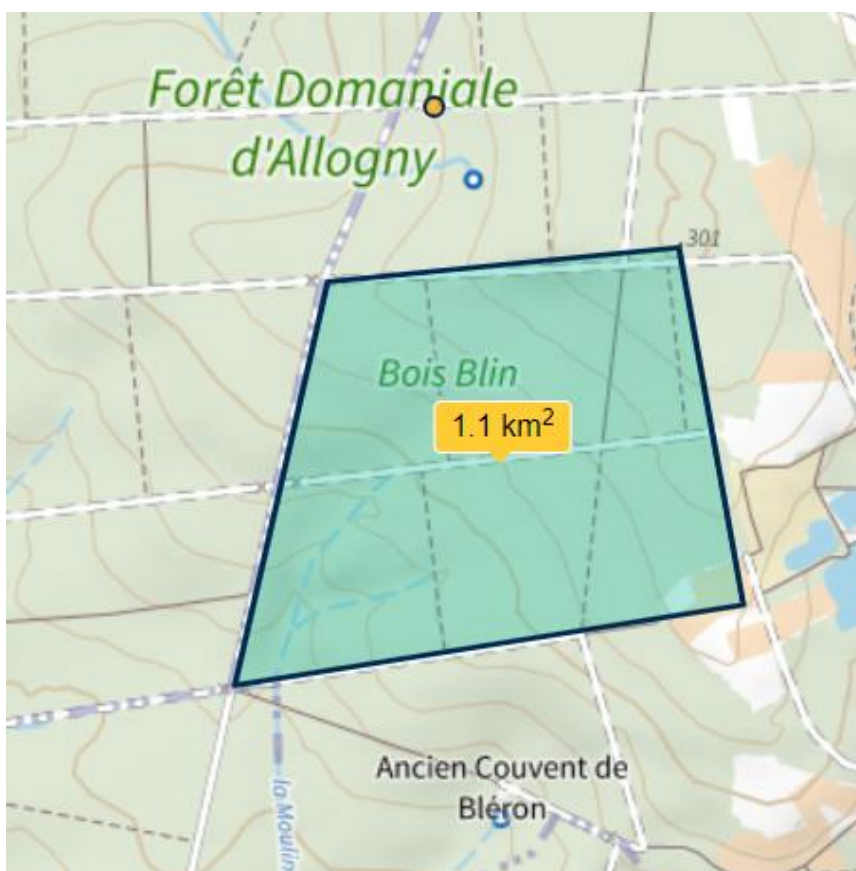 Forêt Domaniale
d'Allogny
301
Bois Blin
1.1 km²
Ancien Couvent de
Bléron
la Moulin